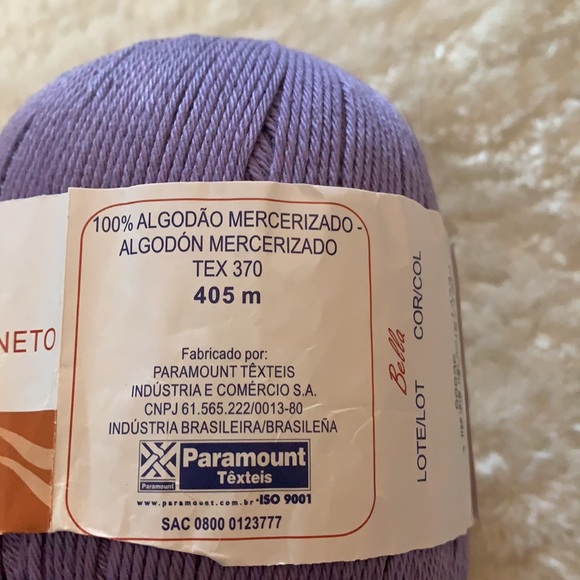 100% ALGODÃO MERCERIZADO -
ALGODÓN MERCERIZADO
TEX 370
405 m
Fabricado por:
PARAMOUNT TÊXTEIS
INDÚSTRIA E COMÉRCIO S.A.
CNPJ 61.565.222/0013-80
INDÚSTRIA BRASILEIRA/BRASILEÑA
Paramount
Paramount
Têxteis
www.paramount.com.br - ISO 9001
SAC 0800 0123777
NETO
Bella
LOTE/LOT COR/COL